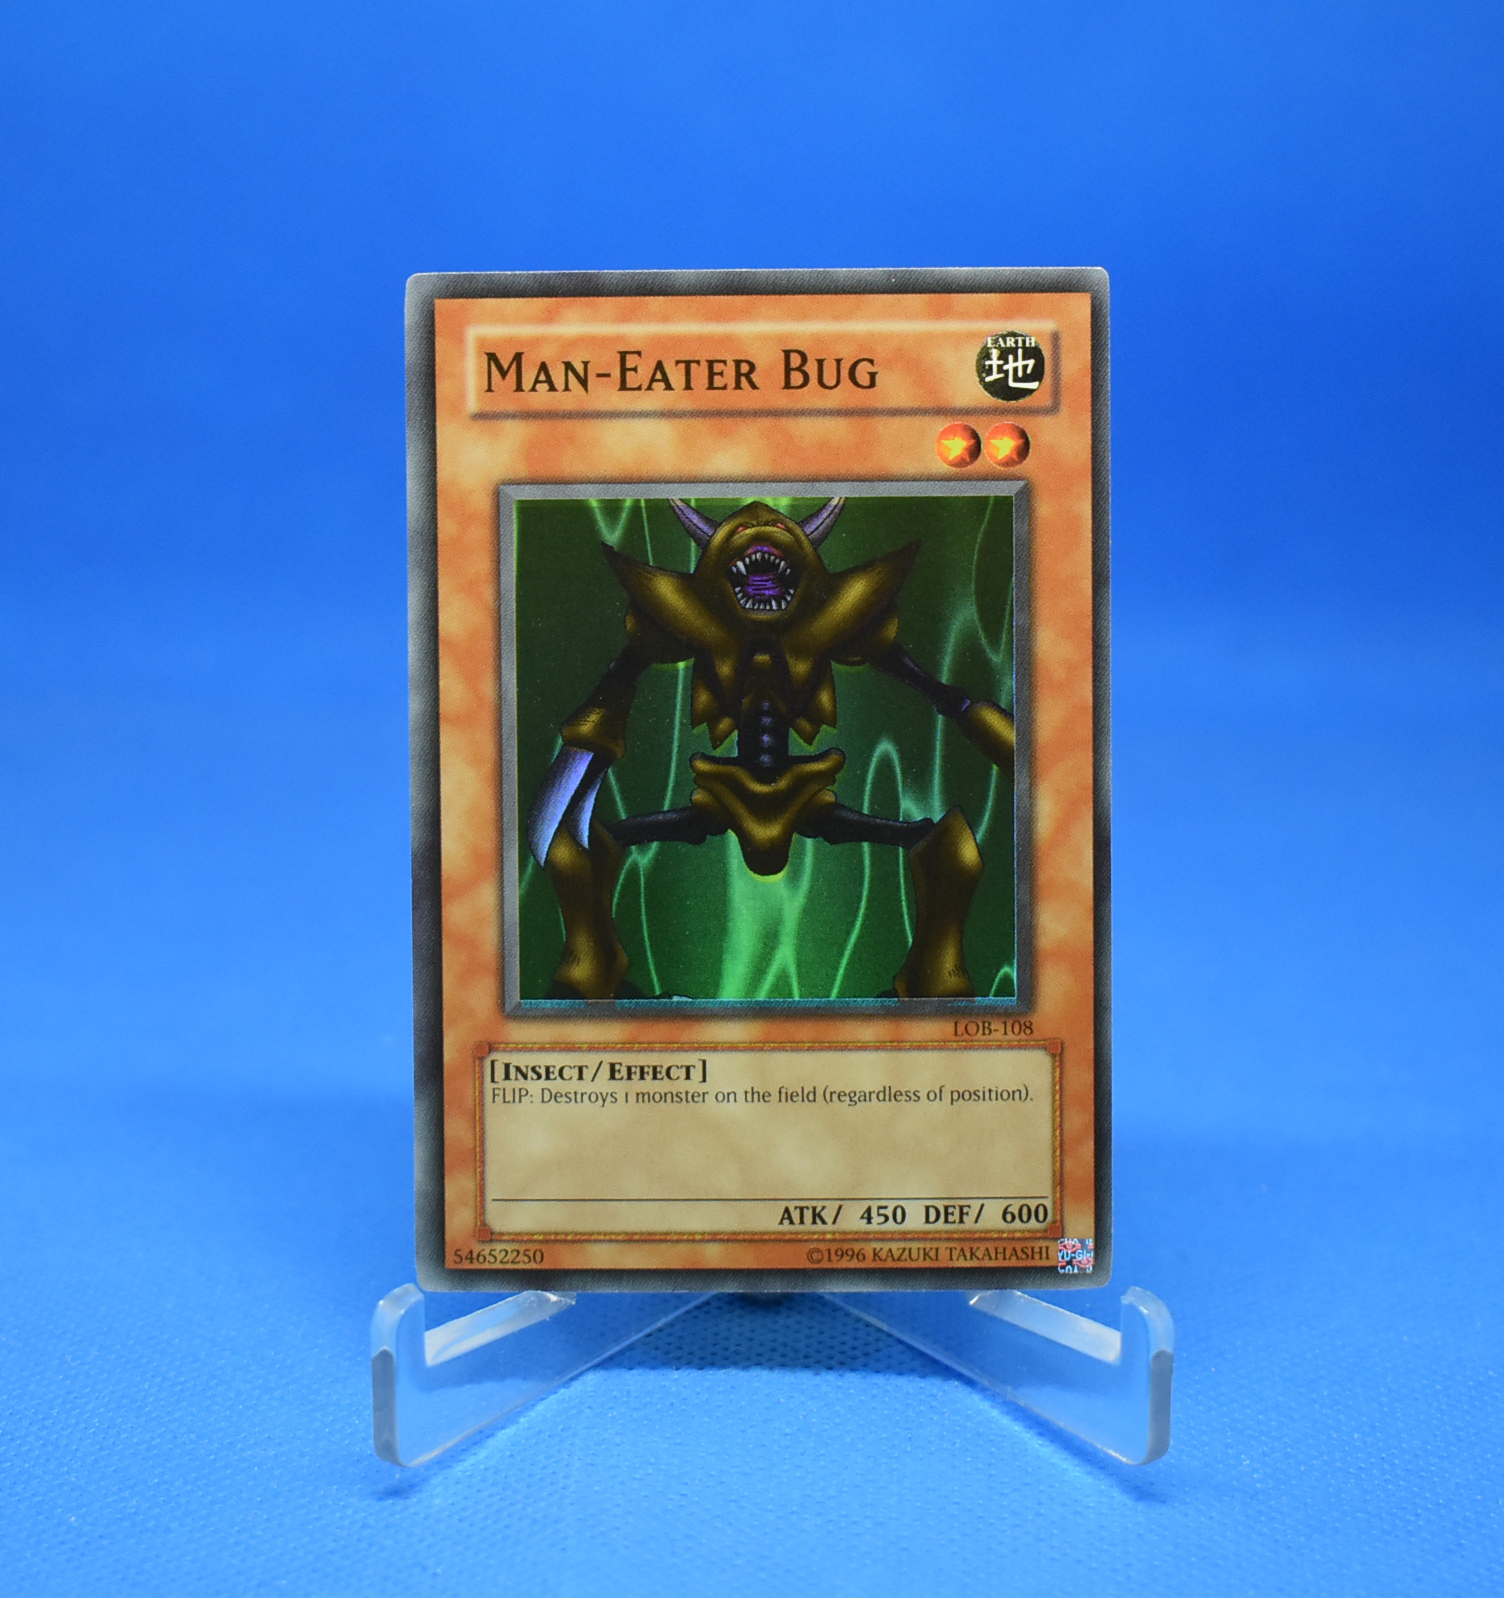 MAN-EATER BUG
EARTH
地
LOB-108
[INSECT/EFFECT]
FLIP: Destroys 1 monster on the field (regardless of position).
ATK/ 450 DEF/ 600
54652250
©1996 KAZUKI TAKAHASHI